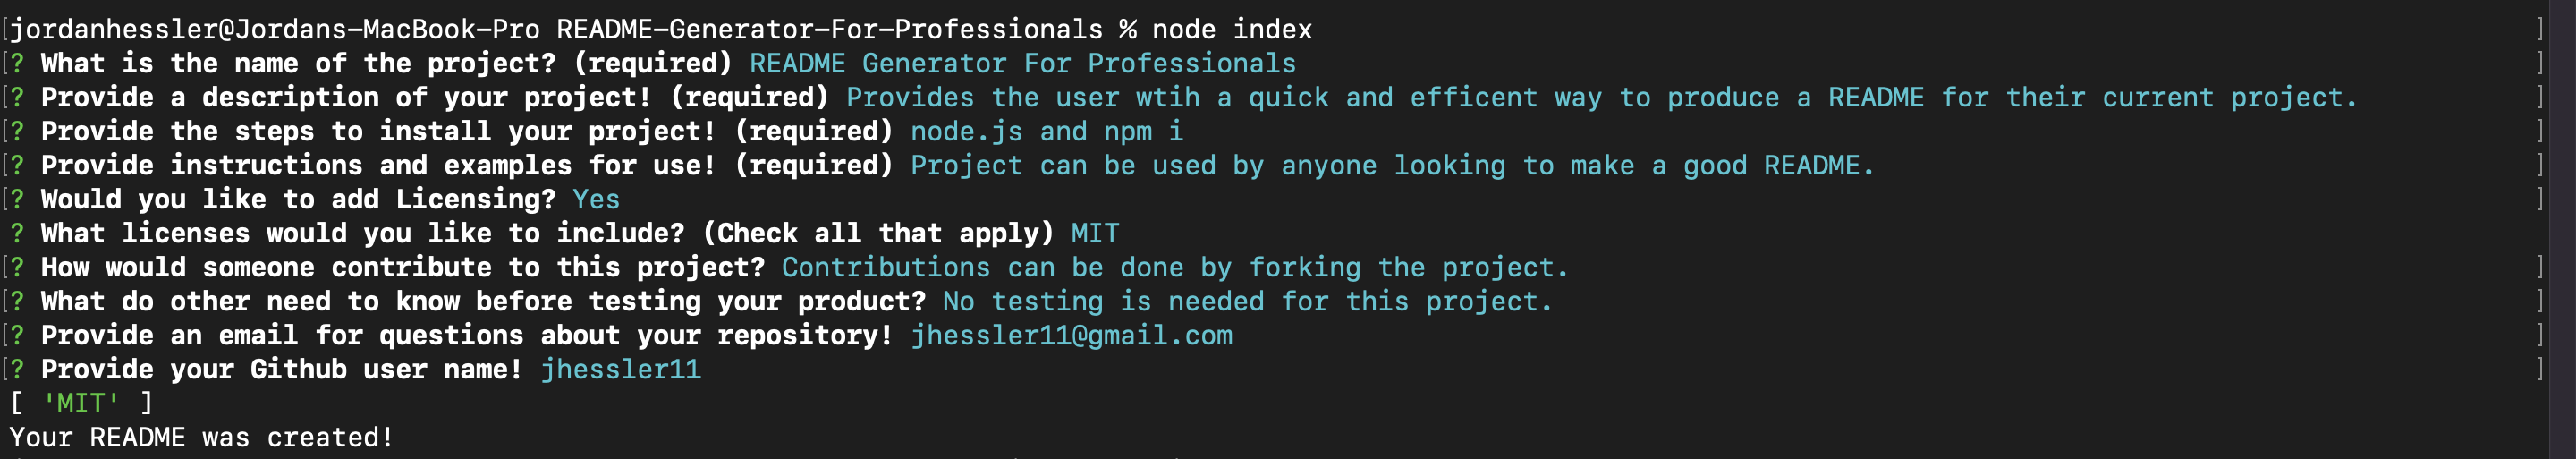 [jordanhessler@Jordans-MacBook-Pro README-Generator-For-Professionals % node index ]
[? What is the name of the project? (required) README Generator For Professionals ]
[? Provide a description of your project! (required) Provides the user wtih a quick and efficent way to produce a README for their current project. ]
[? Provide the steps to install your project! (required) node.js and npm i ]
[? Provide instructions and examples for use! (required) Project can be used by anyone looking to make a good README. ]
[? Would you like to add Licensing? Yes ]
? What licenses would you like to include? (Check all that apply) MIT
[? How would someone contribute to this project? Contributions can be done by forking the project. ]
[? What do other need to know before testing your product? No testing is needed for this project. ]
[? Provide an email for questions about your repository! jhessler11@gmail.com ]
[? Provide your Github user name! jhessler11 ]
[ 'MIT' ]
Your README was created!